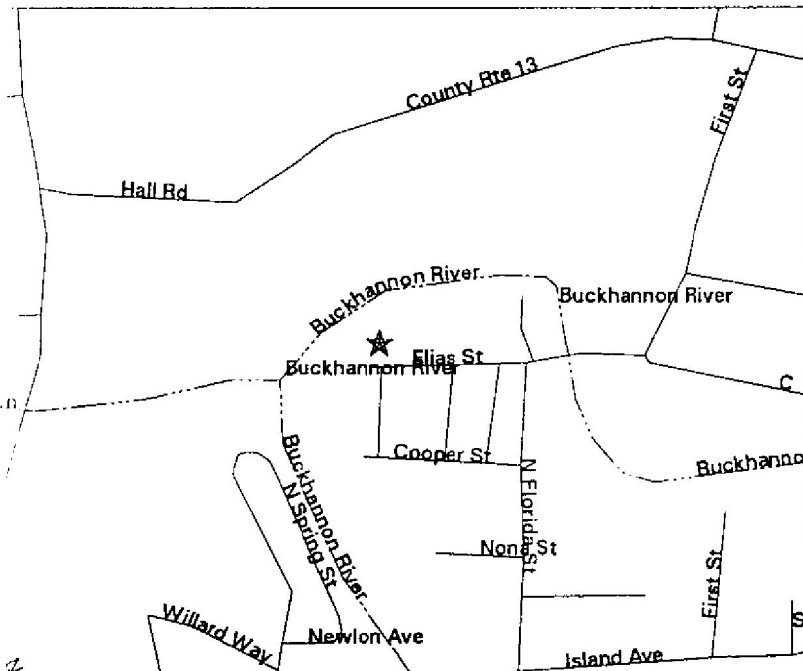 County Rte 13
First St
Hall Rd
Buckhannon River
Buckhannon River
Elias St
Buckhannon River
C
n
Cooper St
Buckhanno
Buckhannon River
N Spring St
N Florida St
Nona St
First St
S
Willard Way
Newlon Ave
Island Ave